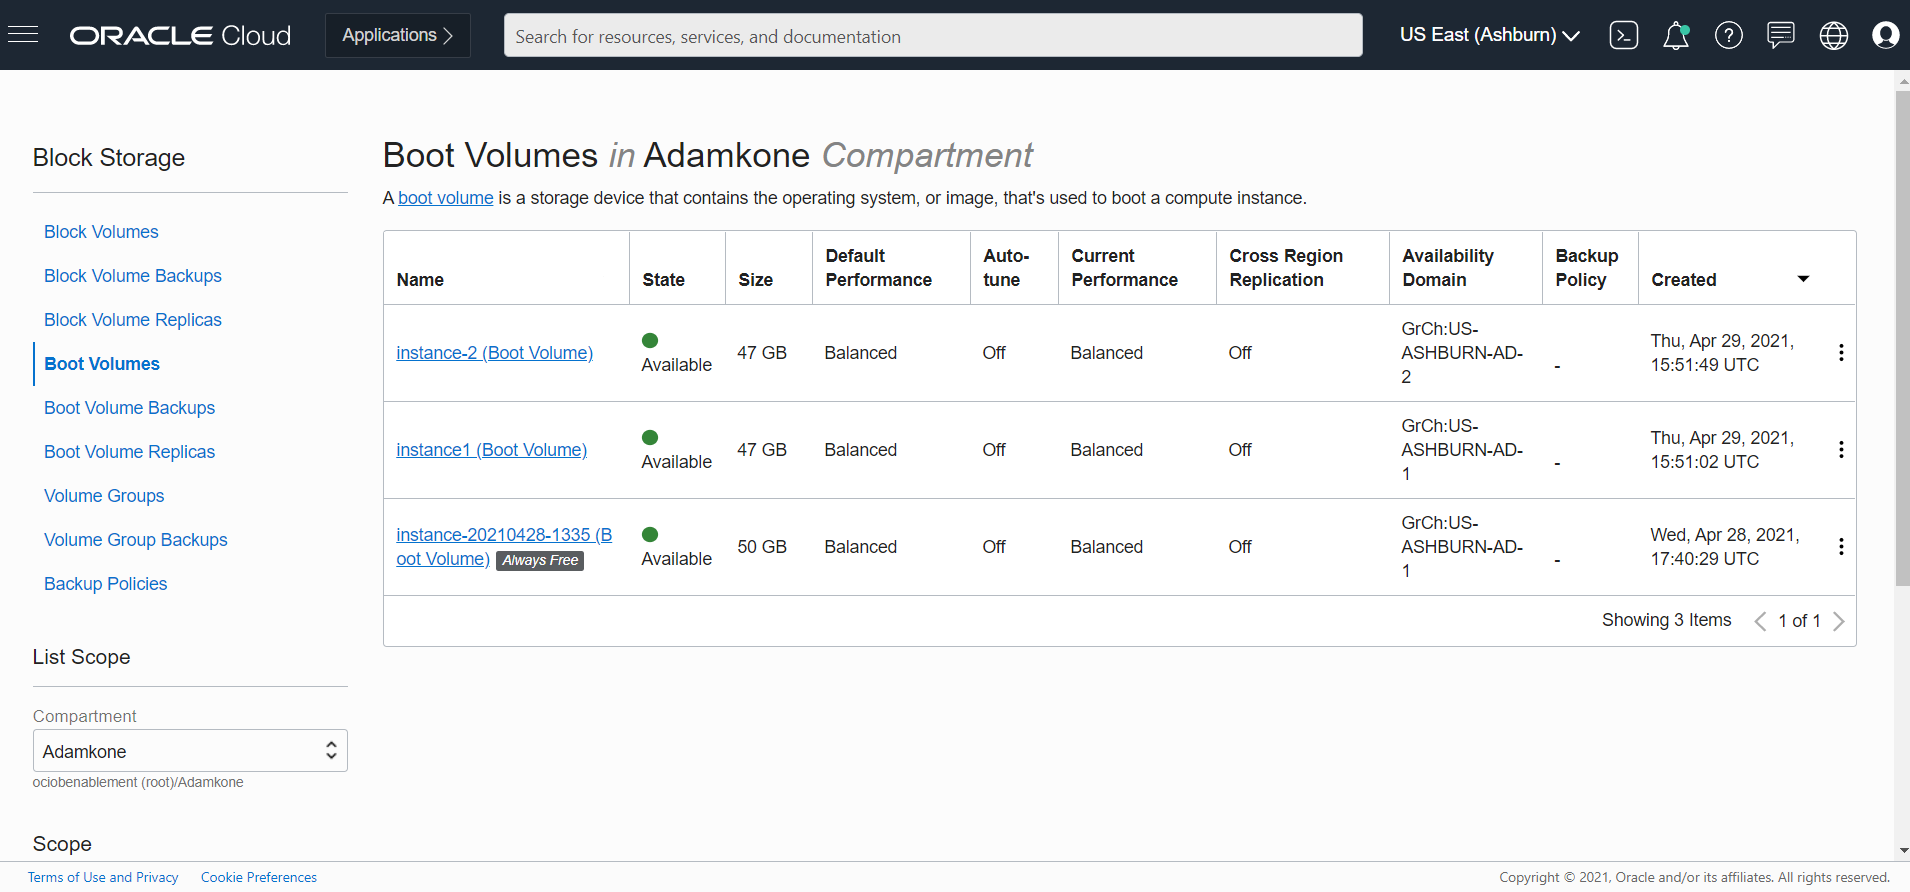 ORACLE Cloud
Applications
Search for resources, services, and documentation
US East (Ashburn)
Block Storage
Block Volumes
Block Volume Backups
Block Volume Replicas
Boot Volumes
Boot Volume Backups
Boot Volume Replicas
Volume Groups
Volume Group Backups
Backup Policies
List Scope
Compartment
Adamkone
ociobenablement (root)/Adamkone
Scope
Boot Volumes in Adamkone Compartment
A boot volume is a storage device that contains the operating system, or image, that's used to boot a compute instance.
Name
State
Size
Default
Performance
Auto-
tune
Current
Performance
Cross Region
Replication
Availability
Domain
Backup
Policy
Created
instance-2 (Boot Volume)
Available
47 GB
Balanced
Off
Balanced
Off
GrCh:US-
ASHBURN-AD-
2
-
Thu, Apr 29, 2021,
15:51:49 UTC
instance1 (Boot Volume)
Available
47 GB
Balanced
Off
Balanced
Off
GrCh:US-
ASHBURN-AD-
1
-
Thu, Apr 29, 2021,
15:51:02 UTC
instance-20210428-1335 (B
oot Volume) Always Free
Available
50 GB
Balanced
Off
Balanced
Off
GrCh:US-
ASHBURN-AD-
1
-
Wed, Apr 28, 2021,
17:40:29 UTC
Showing 3 Items
1 of 1
Terms of Use and Privacy
Cookie Preferences
Copyright © 2021, Oracle and/or its affiliates. All rights reserved.